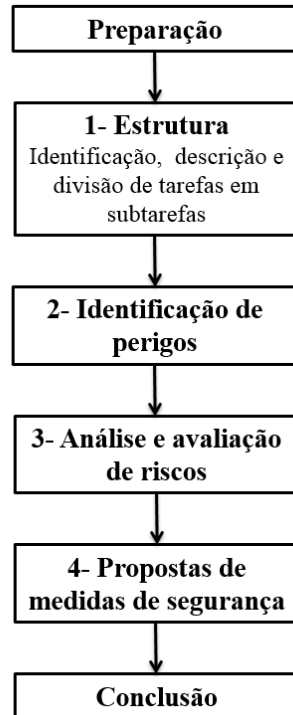 Preparação
1- Estrutura
Identificação, descrição e
divisão de tarefas em
subtarefas
2- Identificação de
perigos
3- Análise e avaliação
de riscos
4- Propostas de
medidas de segurança
Conclusão